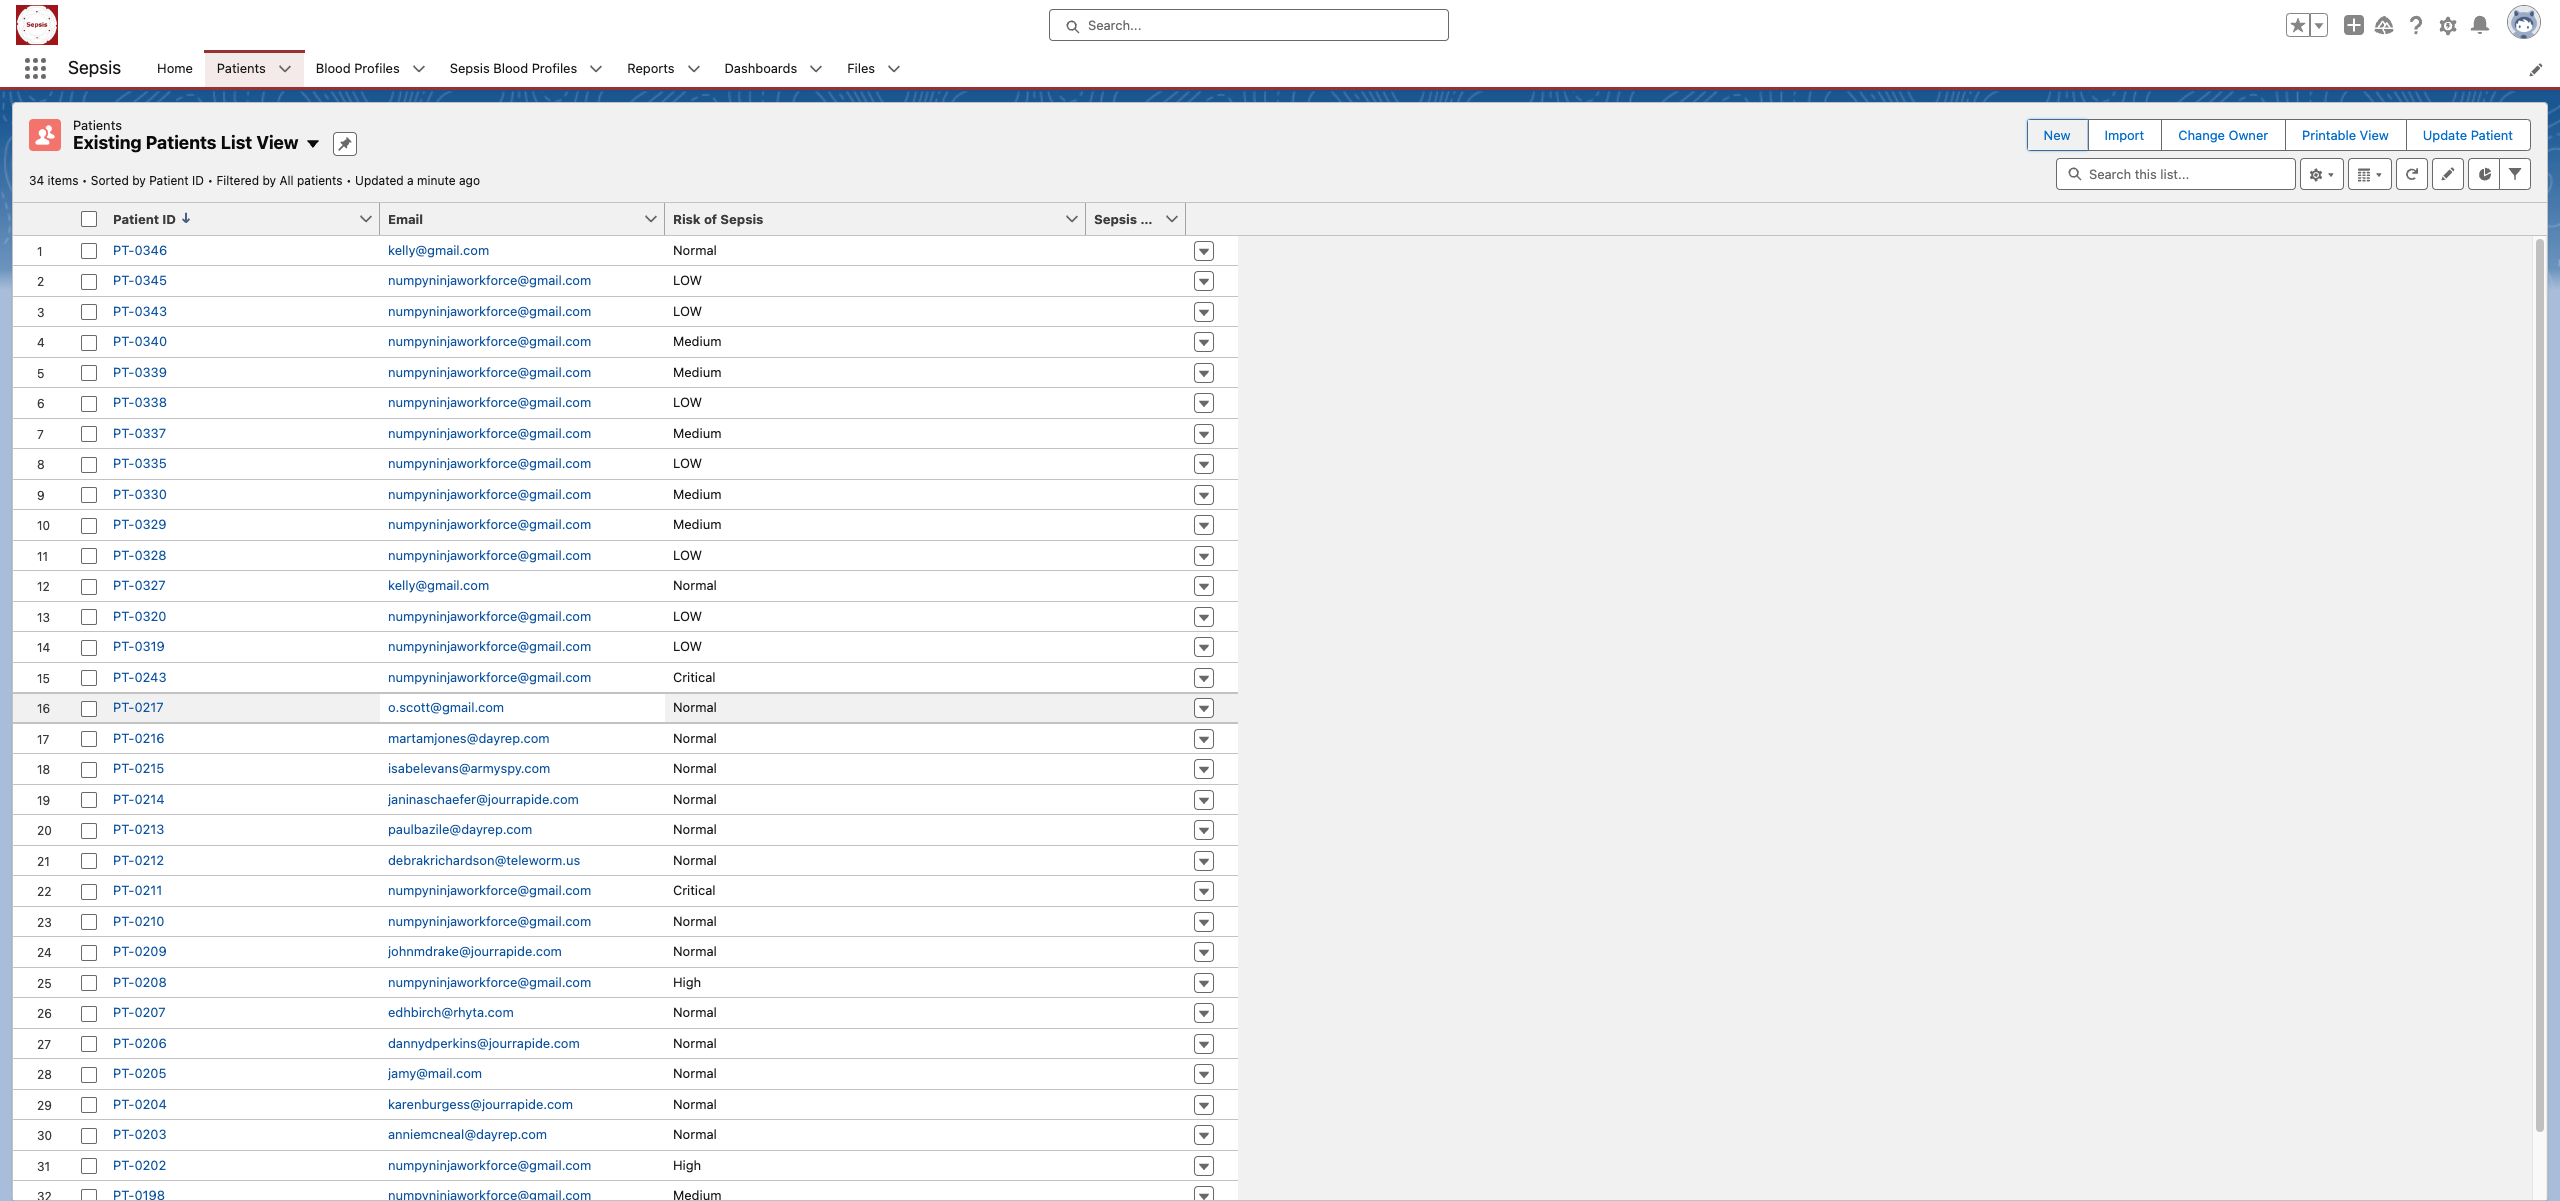 Sepsis
Search...
Sepsis Home Patients Blood Profiles Sepsis Blood Profiles Reports Dashboards Files
Patients
Existing Patients List View
New Import Change Owner Printable View Update Patient
34 items • Sorted by Patient ID • Filtered by All patients • Updated a minute ago
Search this list...
Patient ID Email Risk of Sepsis Sepsis ...
1 PT-0346 kelly@gmail.com Normal
2 PT-0345 numpyninjaworkforce@gmail.com LOW
3 PT-0343 numpyninjaworkforce@gmail.com LOW
4 PT-0340 numpyninjaworkforce@gmail.com Medium
5 PT-0339 numpyninjaworkforce@gmail.com Medium
6 PT-0338 numpyninjaworkforce@gmail.com LOW
7 PT-0337 numpyninjaworkforce@gmail.com Medium
8 PT-0335 numpyninjaworkforce@gmail.com LOW
9 PT-0330 numpyninjaworkforce@gmail.com Medium
10 PT-0329 numpyninjaworkforce@gmail.com Medium
11 PT-0328 numpyninjaworkforce@gmail.com LOW
12 PT-0327 kelly@gmail.com Normal
13 PT-0320 numpyninjaworkforce@gmail.com LOW
14 PT-0319 numpyninjaworkforce@gmail.com LOW
15 PT-0243 numpyninjaworkforce@gmail.com Critical
16 PT-0217 o.scott@gmail.com Normal
17 PT-0216 martamjones@dayrep.com Normal
18 PT-0215 isabelevans@armyspy.com Normal
19 PT-0214 janinaschaefer@jourrapide.com Normal
20 PT-0213 paulbazile@dayrep.com Normal
21 PT-0212 debrakrichardson@teleworm.us Normal
22 PT-0211 numpyninjaworkforce@gmail.com Critical
23 PT-0210 numpyninjaworkforce@gmail.com Normal
24 PT-0209 johnmdrake@jourrapide.com Normal
25 PT-0208 numpyninjaworkforce@gmail.com High
26 PT-0207 edhbirch@rhyta.com Normal
27 PT-0206 dannydperkins@jourrapide.com Normal
28 PT-0205 jamy@mail.com Normal
29 PT-0204 karenburgess@jourrapide.com Normal
30 PT-0203 anniemcneal@dayrep.com Normal
31 PT-0202 numpyninjaworkforce@gmail.com High
32 PT-0198 numpyninjaworkforce@gmail.com Medium